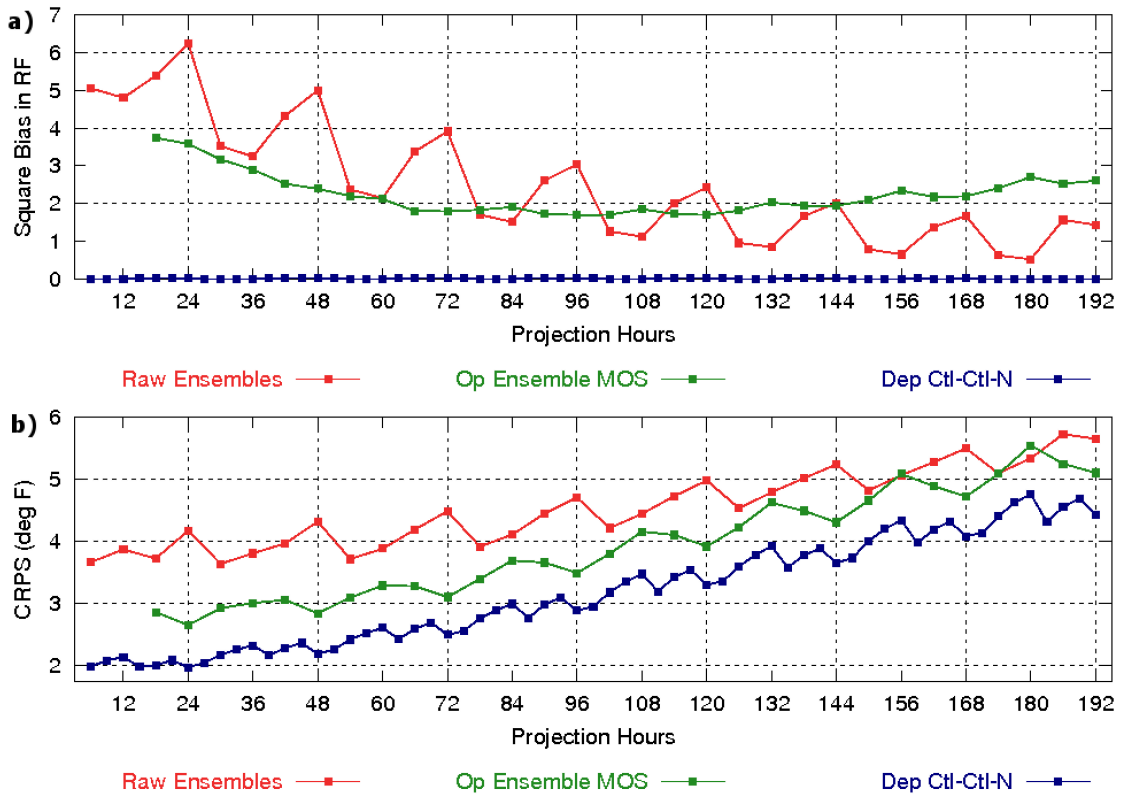 a)
Square Bias in RF
7
6
5
4
3
2
1
0
12 24 36 48 60 72 84 96 108 120 132 144 156 168 180 192
Projection Hours
Raw Ensembles Op Ensemble MOS Dep Ctl-Ctl-N
b)
CRPS (deg F)
6
5
4
3
2
12 24 36 48 60 72 84 96 108 120 132 144 156 168 180 192
Projection Hours
Raw Ensembles Op Ensemble MOS Dep Ctl-Ctl-N